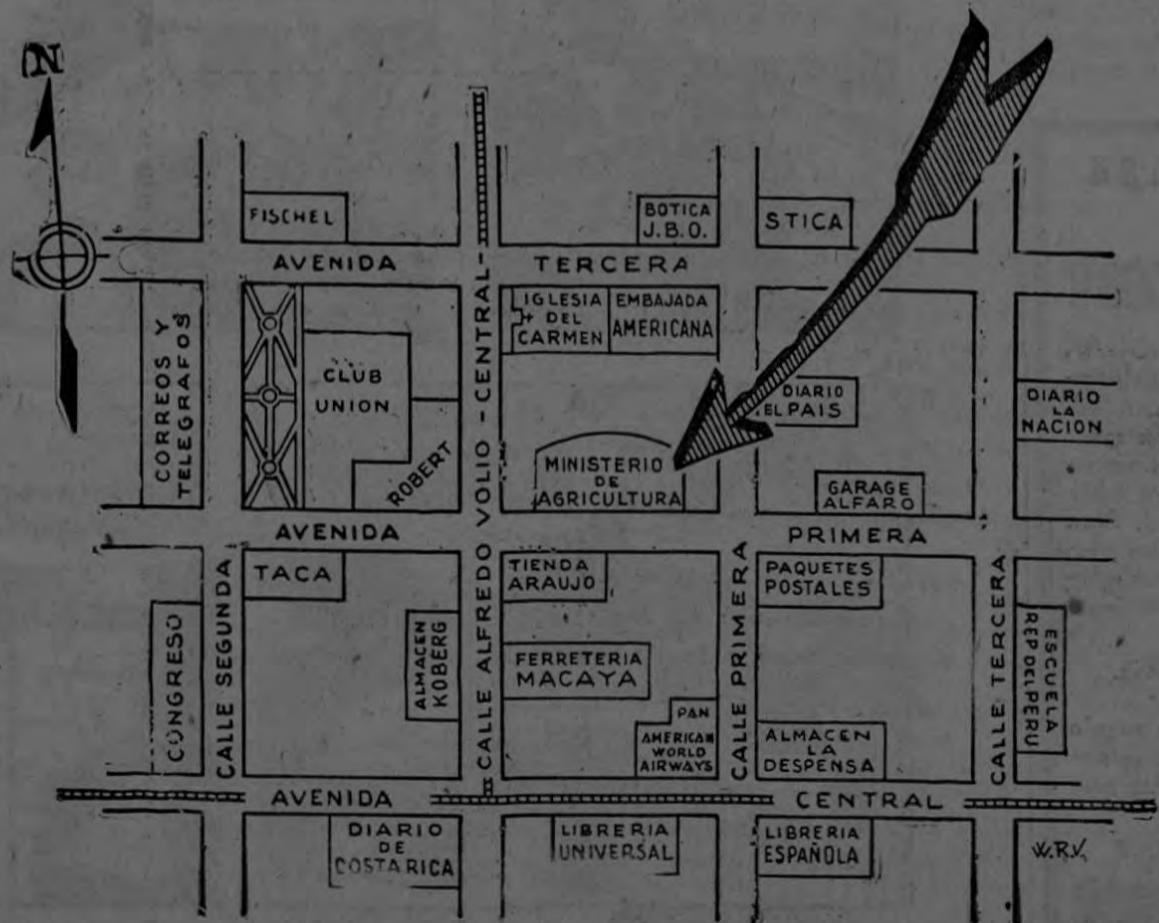 N
FISCHEL
BOTICA
J.B.O.
STICA
AVENIDA TERCERA
CORREOS Y
TELEGRAFOS
CLUB
UNION
ROBERT
IGLESIA
DEL
CARMEN
EMBAJADA
AMERICANA
DIARIO
EL PAIS
DIARIO
LA
NACION
MINISTERIO
DE
AGRICULTURA
GARAGE
ALFARO
AVENIDA PRIMERA
CALLE SEGUNDA
CALLE ALFREDO VOLIO - CENTRAL -
CALLE PRIMERA
CALLE TERCERA
TACA
TIENDA
ARAUJO
PAQUETES
POSTALES
CONGRESO
ALMACEN
KOBERG
FERRETERIA
MACAYA
ESCUELA
REP DEL PERU
PAN
AMERICAN
WORLD
AIRWAYS
ALMACEN
LA
DESPENSA
AVENIDA CENTRAL
DIARIO
DE
COSTA RICA
LIBRERIA
UNIVERSAL
LIBRERIA
ESPAÑOLA
W.R.V.